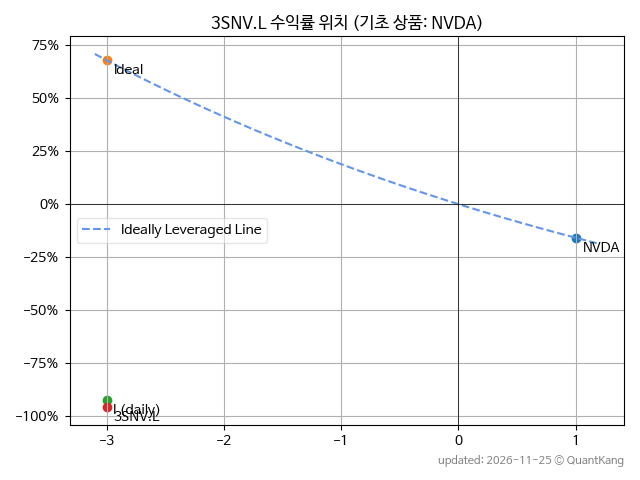 3SNV.L 수익률 위치 (기초 상품: NVDA)
75%
Ideal
50%
25%
0%
Ideally Leveraged Line
−25%
NVDA
−50%
−75%
I (daily)
3SNV.L
−100%
−3
−2
−1
0
1
updated: 2026-11-25 © QuantKang